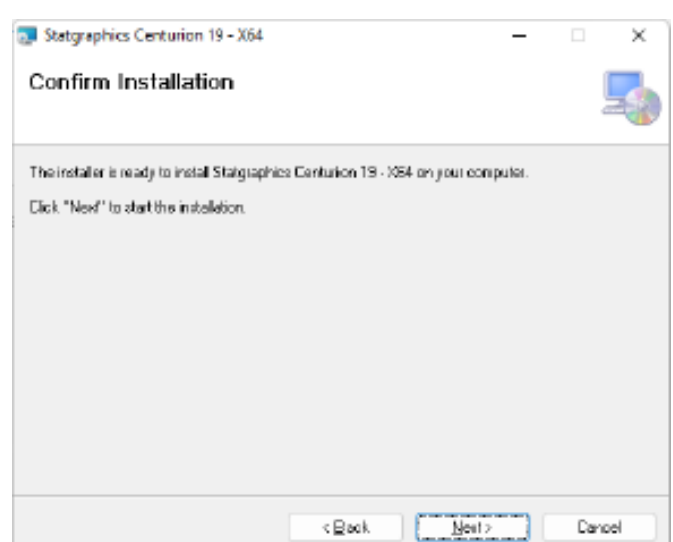 Statgraphics Centurion 19 - X64
Confirm Installation
The installer is ready to install Statgraphics Centurion 19 - X64 on your computer.
Click "Next" to start the installation.
< Back
Next >
Cancel